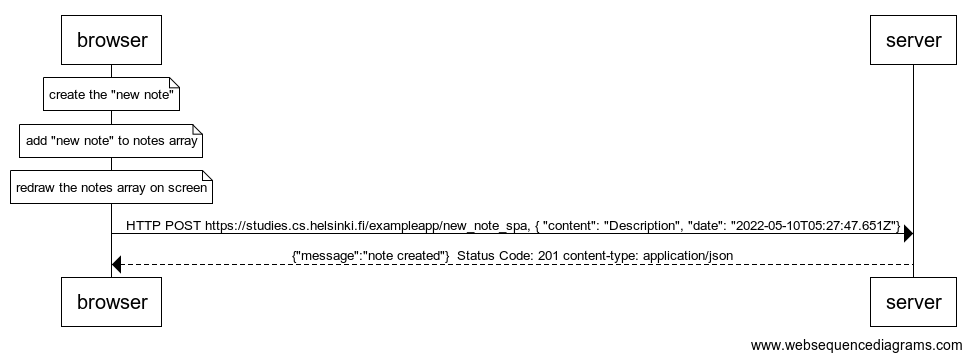 browser
server
create the "new note"
add "new note" to notes array
redraw the notes array on screen
HTTP POST https://studies.cs.helsinki.fi/exampleapp/new_note_spa, { "content": "Description", "date": "2022-05-10T05:27:47.651Z"}
{"message":"note created"}  Status Code: 201 content-type: application/json
browser
server
www.websequencediagrams.com